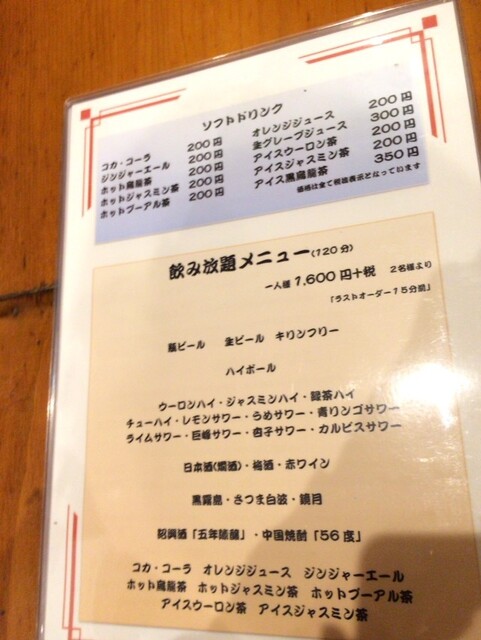 ソフトドリンク
コカ・コーラ 200円
ジンジャーエール 200円
ホット烏龍茶 200円
ホットジャスミン茶 200円
ホットプーアル茶 200円
オレンジジュース 200円
生グレープジュース 300円
アイスウーロン茶 200円
アイスジャスミン茶 200円
アイス黒烏龍茶 350円
価格は全て税抜表示となっています
飲み放題メニュー(120分)
一人様 1,600円+税 2名様より
「ラストオーダー15分前」
瓶ビール 生ビール キリンフリー
ハイボール
ウーロンハイ・ジャスミンハイ・緑茶ハイ
チューハイ・レモンサワー・うめサワー・青リンゴサワー
ライムサワー・巨峰サワー・杏子サワー・カルピスサワー
日本酒(燗酒)・梅酒・赤ワイン
黒霧島・さつま白波・鏡月
紹興酒「五年陳醸」・中国焼酎「56度」
コカ・コーラ オレンジジュース ジンジャーエール
ホット烏龍茶 ホットジャスミン茶 ホットプーアル茶
アイスウーロン茶 アイスジャスミン茶